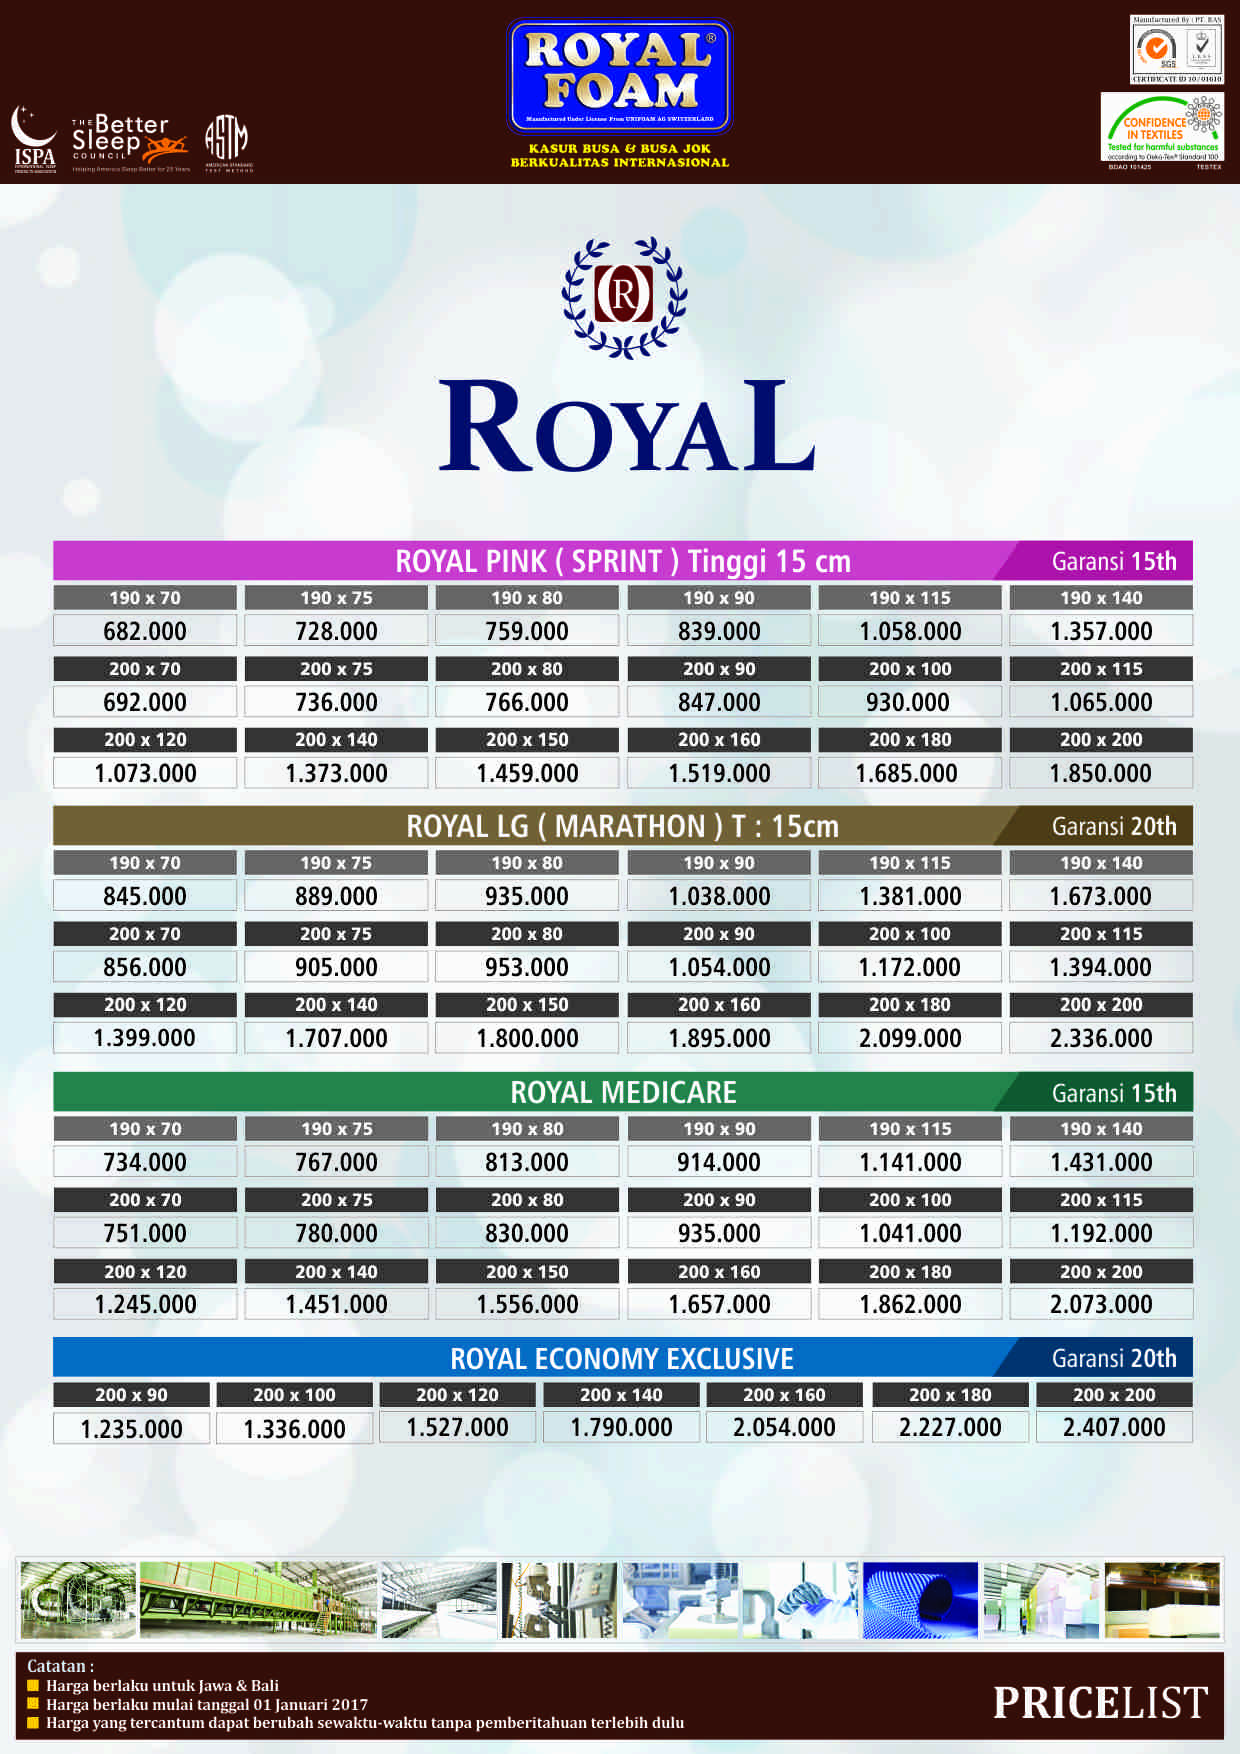 Manufactured By : PT. BAS
SGS
CERTIFICATE ID 10 / 01610
ROYAL ®
FOAM
Manufactured Under License From UNIFOAM AG SWITZERLAND
KASUR BUSA & BUSA JOK
BERKUALITAS INTERNASIONAL
ISPA
THE Better
Sleep
COUNCIL
Helping America Sleep Better for 25 Years
ASTM
AMERICAN STANDARD
TEST METHOD
CONFIDENCE
IN TEXTILES
Tested for harmful substances
according to Oeko-Tex® Standard 100
BOAO 101425 TESTEX
R
ROYAL
ROYAL PINK ( SPRINT ) Tinggi 15 cm Garansi 15th
190 x 70 190 x 75 190 x 80 190 x 90 190 x 115 190 x 140
682.000 728.000 759.000 839.000 1.058.000 1.357.000
200 x 70 200 x 75 200 x 80 200 x 90 200 x 100 200 x 115
692.000 736.000 766.000 847.000 930.000 1.065.000
200 x 120 200 x 140 200 x 150 200 x 160 200 x 180 200 x 200
1.073.000 1.373.000 1.459.000 1.519.000 1.685.000 1.850.000
ROYAL LG ( MARATHON ) T : 15cm Garansi 20th
190 x 70 190 x 75 190 x 80 190 x 90 190 x 115 190 x 140
845.000 889.000 935.000 1.038.000 1.381.000 1.673.000
200 x 70 200 x 75 200 x 80 200 x 90 200 x 100 200 x 115
856.000 905.000 953.000 1.054.000 1.172.000 1.394.000
200 x 120 200 x 140 200 x 150 200 x 160 200 x 180 200 x 200
1.399.000 1.707.000 1.800.000 1.895.000 2.099.000 2.336.000
ROYAL MEDICARE Garansi 15th
190 x 70 190 x 75 190 x 80 190 x 90 190 x 115 190 x 140
734.000 767.000 813.000 914.000 1.141.000 1.431.000
200 x 70 200 x 75 200 x 80 200 x 90 200 x 100 200 x 115
751.000 780.000 830.000 935.000 1.041.000 1.192.000
200 x 120 200 x 140 200 x 150 200 x 160 200 x 180 200 x 200
1.245.000 1.451.000 1.556.000 1.657.000 1.862.000 2.073.000
ROYAL ECONOMY EXCLUSIVE Garansi 20th
200 x 90 200 x 100 200 x 120 200 x 140 200 x 160 200 x 180 200 x 200
1.235.000 1.336.000 1.527.000 1.790.000 2.054.000 2.227.000 2.407.000
Catatan :
Harga berlaku untuk Jawa & Bali
Harga berlaku mulai tanggal 01 Januari 2017
Harga yang tercantum dapat berubah sewaktu-waktu tanpa pemberitahuan terlebih dulu
PRICELIST